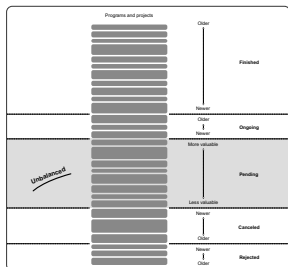 Programs and projects
Older
Finished
Newer
Older
Ongoing
Newer
More valuable
Unbalanced
Pending
Less valuable
Newer
Canceled
Older
Newer
Rejected
Older